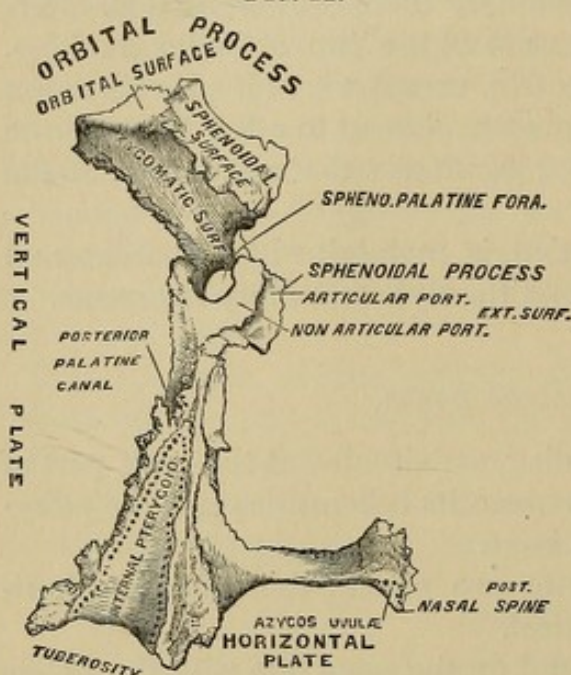 ORBITAL PROCESS
ORBITAL SURFACE
SPHENOIDAL
SURFACE
ZYGOMATIC SURF
SPHENO.PALATINE FORA.
SPHENOIDAL PROCESS
ARTICULAR PORT.
EXT. SURF.
NON ARTICULAR PORT.
VERTICAL PLATE
POSTERIOR
PALATINE
CANAL
INTERNAL PTERYGOID
POST.
NASAL SPINE
AZYGOS UVULÆ
HORIZONTAL
PLATE
TUBEROSITY